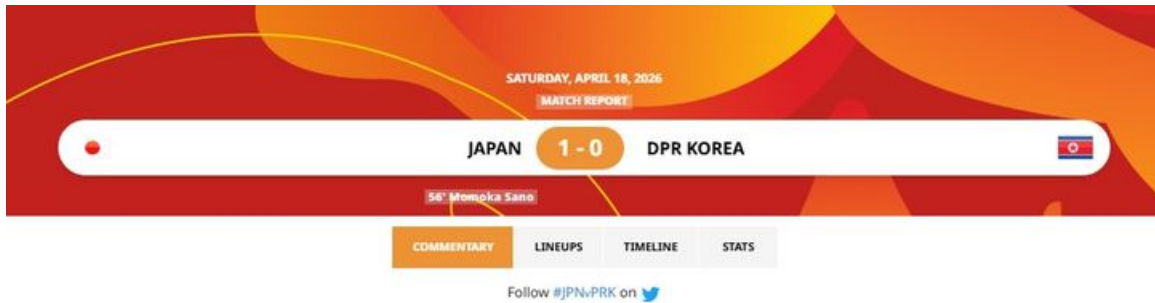 SATURDAY, APRIL 18, 2026
MATCH REPORT
JAPAN 1 - 0 DPR KOREA
56' Momoka Sano
COMMENTARY LINEUPS TIMELINE STATS
Follow #JPNvPRK on